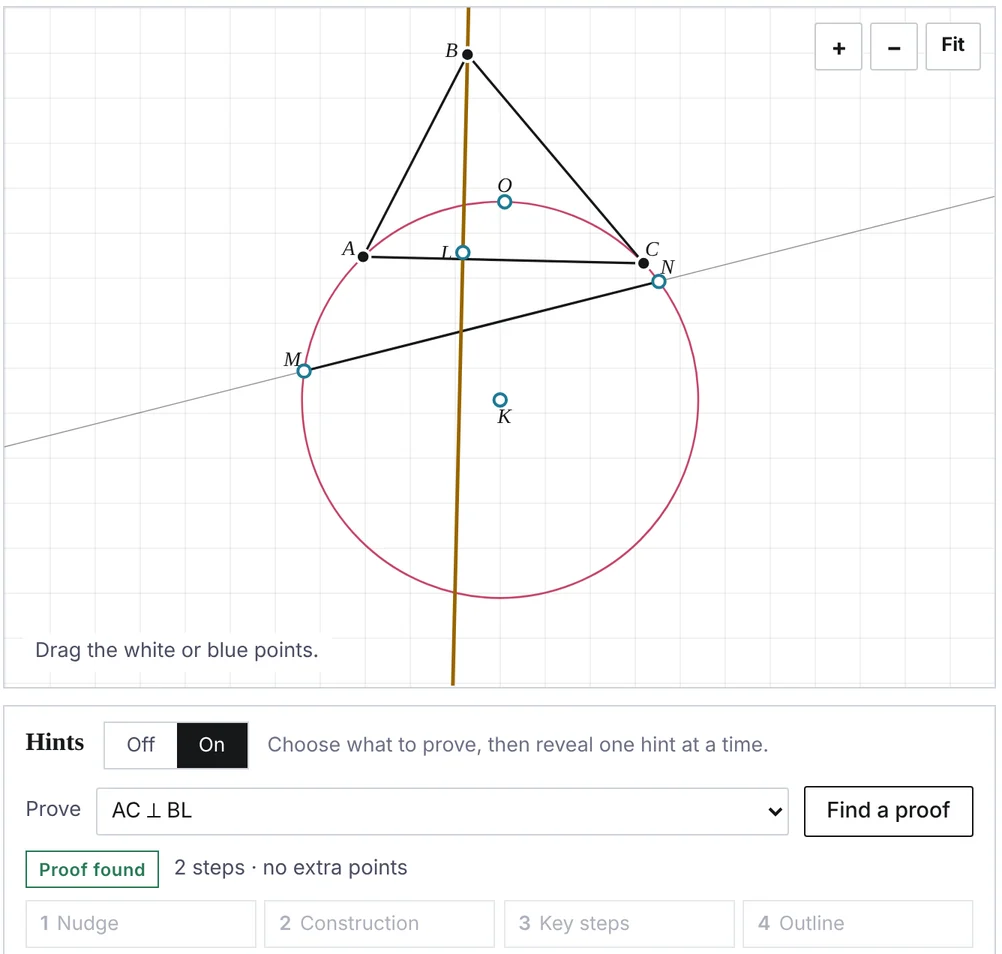 B
+
−
Fit
O
A
L
C
N
M
K
Drag the white or blue points.
Hints
Off
On
Choose what to prove, then reveal one hint at a time.
Prove
AC ⊥ BL
Find a proof
Proof found
2 steps · no extra points
1 Nudge
2 Construction
3 Key steps
4 Outline